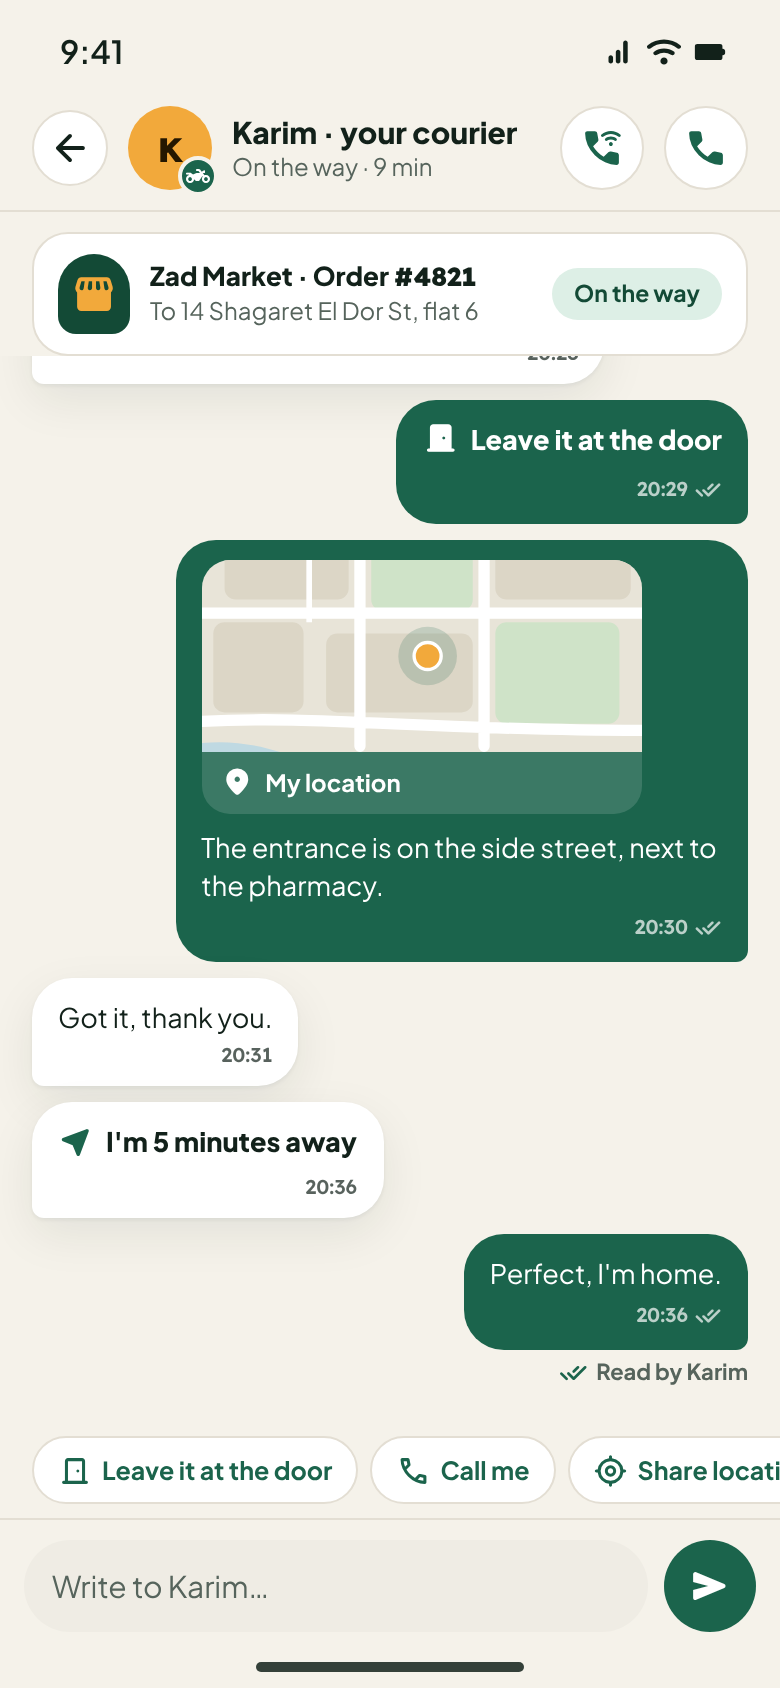 9:41
K
Karim · your courier
On the way · 9 min
Zad Market · Order #4821
To 14 Shagaret El Dor St, flat 6
On the way
Leave it at the door
20:29
My location
The entrance is on the side street, next to
the pharmacy.
20:30
Got it, thank you.
20:31
I'm 5 minutes away
20:36
Perfect, I'm home.
20:36
Read by Karim
Leave it at the door
Call me
Share locati
Write to Karim…